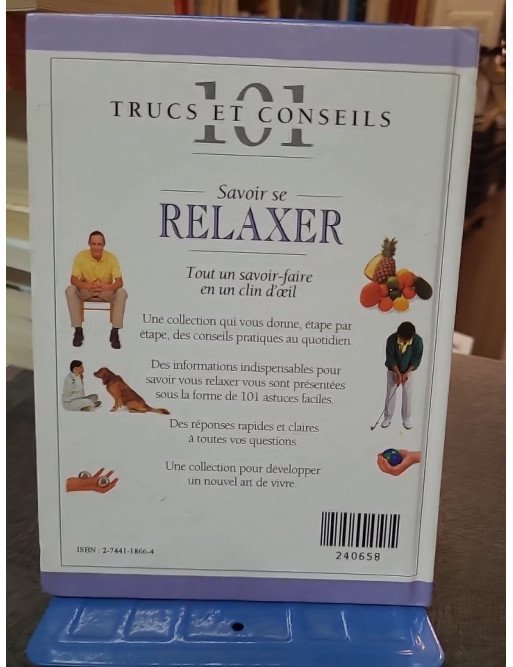 101
TRUCS ET CONSEILS
Savoir se
RELAXER
Tout un savoir-faire
en un clin d'œil
Une collection qui vous donne, étape par
étape, des conseils pratiques au quotidien.
Des informations indispensables pour
savoir vous relaxer vous sont présentées
sous la forme de 101 astuces faciles.
Des réponses rapides et claires
à toutes vos questions.
Une collection pour développer
un nouvel art de vivre.
ISBN : 2-7441-1866-4
240658